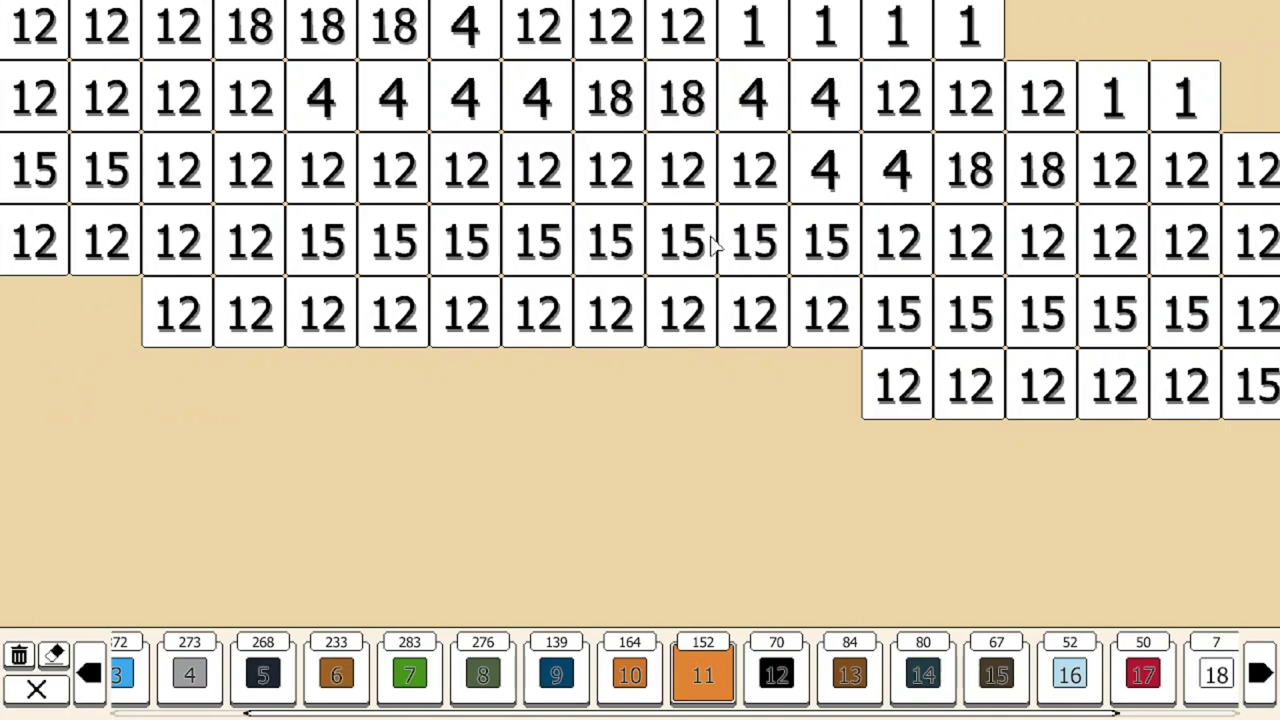 12 12 12 18 18 18 4 12 12 12 1 1 1 1
12 12 12 12 4 4 4 4 18 18 4 4 12 12 12 1 1
15 15 12 12 12 12 12 12 12 12 12 4 4 18 18 12 12 12
12 12 12 12 15 15 15 15 15 15 15 15 12 12 12 12 12 12
12 12 12 12 12 12 12 12 12 12 15 15 15 15 15 12
12 12 12 12 12 15
273 268 233 283 276 139 164 152 70 84 80 67 52 50 7
3 4 5 6 7 8 9 10 11 12 13 14 15 16 17 18